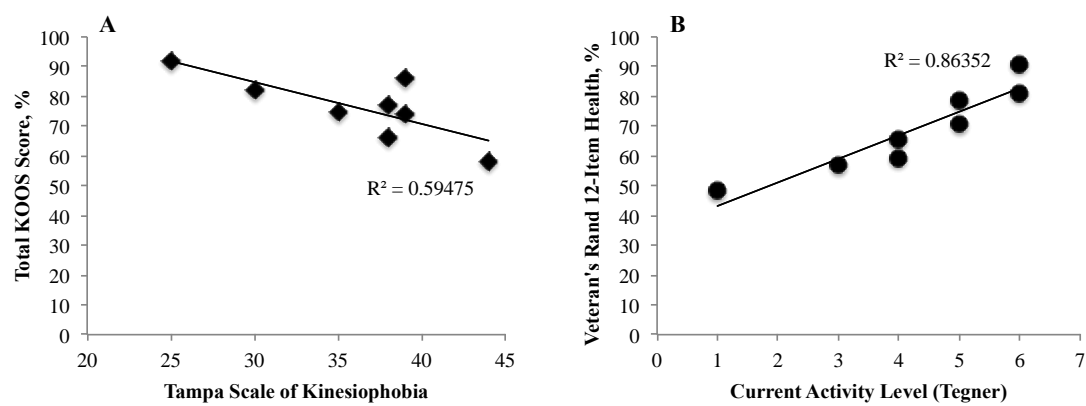 A
Total KOOS Score, %
100
90
80
70
60
50
40
30
20
10
0
R² = 0.59475
20 25 30 35 40 45
Tampa Scale of Kinesiophobia
B
Veteran's Rand 12-Item Health, %
100
90
80
70
60
50
40
30
20
10
0
R² = 0.86352
0 1 2 3 4 5 6 7
Current Activity Level (Tegner)